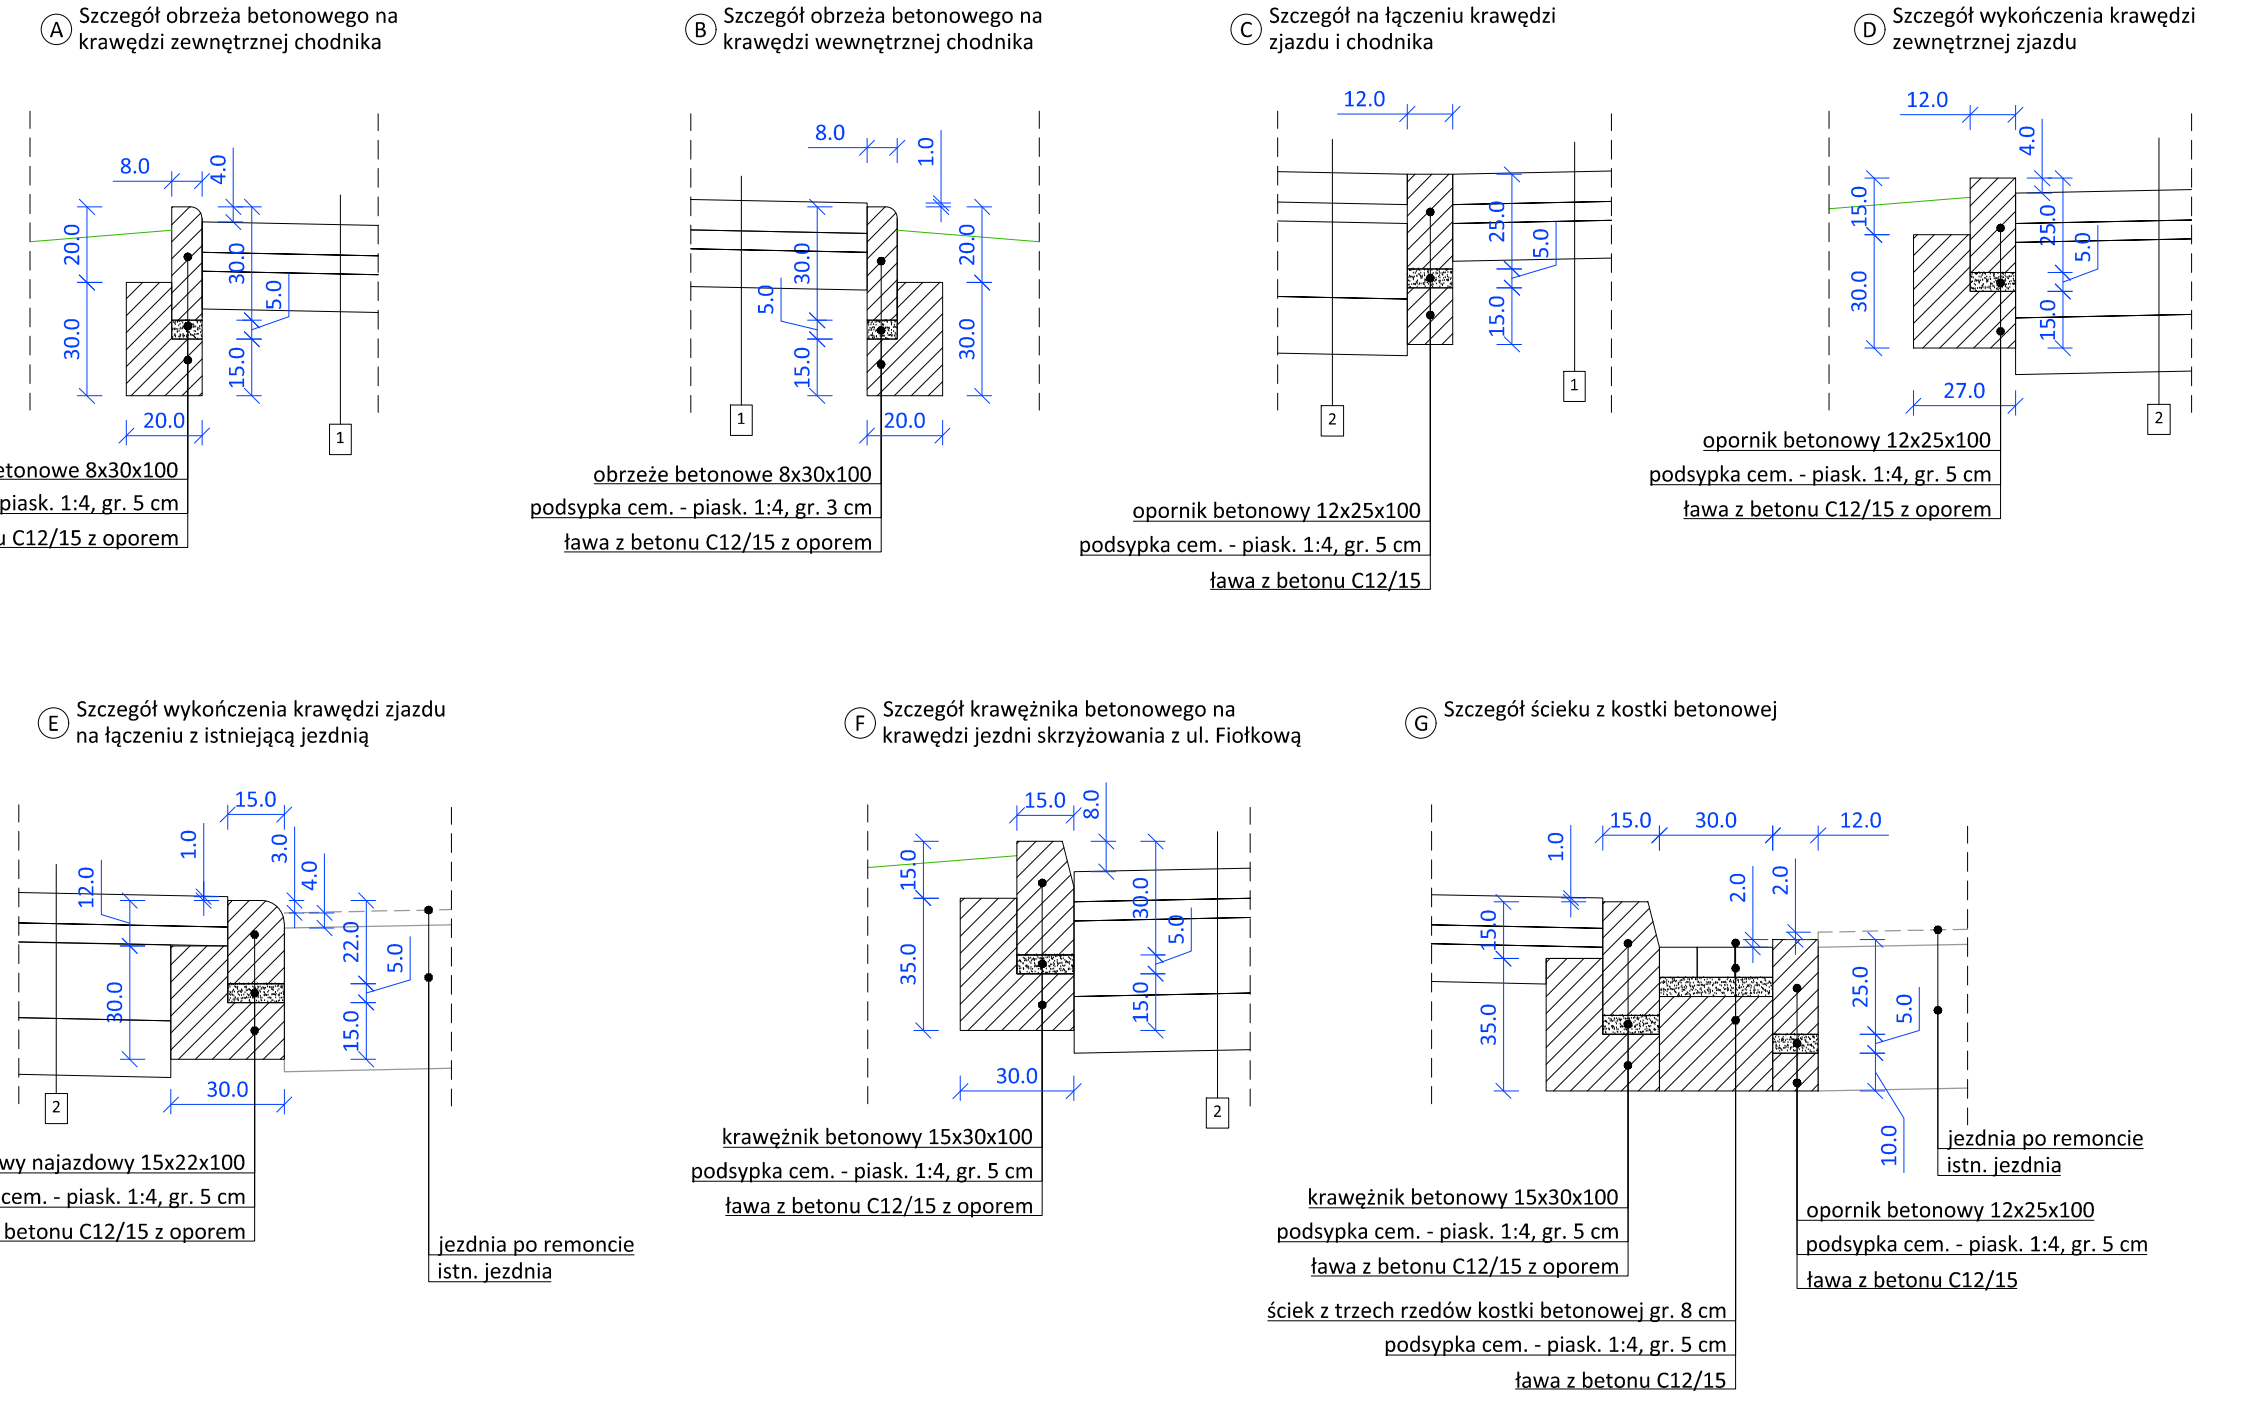 A
Szczegół obrzeża betonowego na
krawędzi zewnętrznej chodnika
8.0
4.0
20.0
30.0
30.0
5.0
15.0
20.0
1
betonowe 8x30x100
piask. 1:4, gr. 5 cm
C12/15 z oporem
B
Szczegół obrzeża betonowego na
krawędzi wewnętrznej chodnika
8.0
1.0
30.0
20.0
5.0
15.0
30.0
20.0
1
obrzeże betonowe 8x30x100
podsypka cem. - piask. 1:4, gr. 3 cm
ława z betonu C12/15 z oporem
C
Szczegół na łączeniu krawędzi
zjazdu i chodnika
12.0
25.0
5.0
15.0
2
1
opornik betonowy 12x25x100
podsypka cem. - piask. 1:4, gr. 5 cm
ława z betonu C12/15
D
Szczegół wykończenia krawędzi
zewnętrznej zjazdu
12.0
4.0
15.0
25.0
5.0
30.0
15.0
27.0
2
opornik betonowy 12x25x100
podsypka cem. - piask. 1:4, gr. 5 cm
ława z betonu C12/15 z oporem
E
Szczegół wykończenia krawędzi zjazdu
na łączeniu z istniejącą jezdnią
15.0
1.0
3.0
4.0
12.0
22.0
5.0
30.0
15.0
30.0
2
wy najazdowy 15x22x100
cem. - piask. 1:4, gr. 5 cm
betonu C12/15 z oporem
jezdnia po remoncie
istn. jezdnia
F
Szczegół krawężnika betonowego na
krawędzi jezdni skrzyżowania z ul. Fiołkową
15.0
8.0
15.0
30.0
5.0
35.0
15.0
30.0
2
krawężnik betonowy 15x30x100
podsypka cem. - piask. 1:4, gr. 5 cm
ława z betonu C12/15 z oporem
G
Szczegół ścieku z kostki betonowej
15.0
30.0
12.0
1.0
2.0
2.0
15.0
25.0
5.0
35.0
10.0
jezdnia po remoncie
istn. jezdnia
krawężnik betonowy 15x30x100
podsypka cem. - piask. 1:4, gr. 5 cm
ława z betonu C12/15 z oporem
opornik betonowy 12x25x100
podsypka cem. - piask. 1:4, gr. 5 cm
ława z betonu C12/15
ściek z trzech rzedów kostki betonowej gr. 8 cm
podsypka cem. - piask. 1:4, gr. 5 cm
ława z betonu C12/15